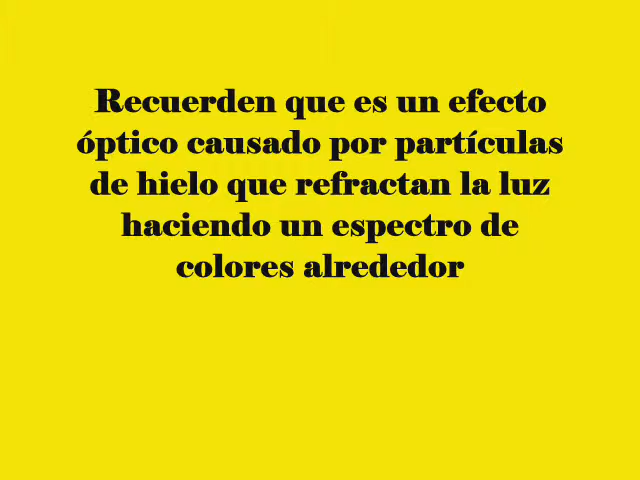 Recuerden que es un efecto
óptico causado por partículas
de hielo que refractan la luz
haciendo un espectro de
colores alrededor